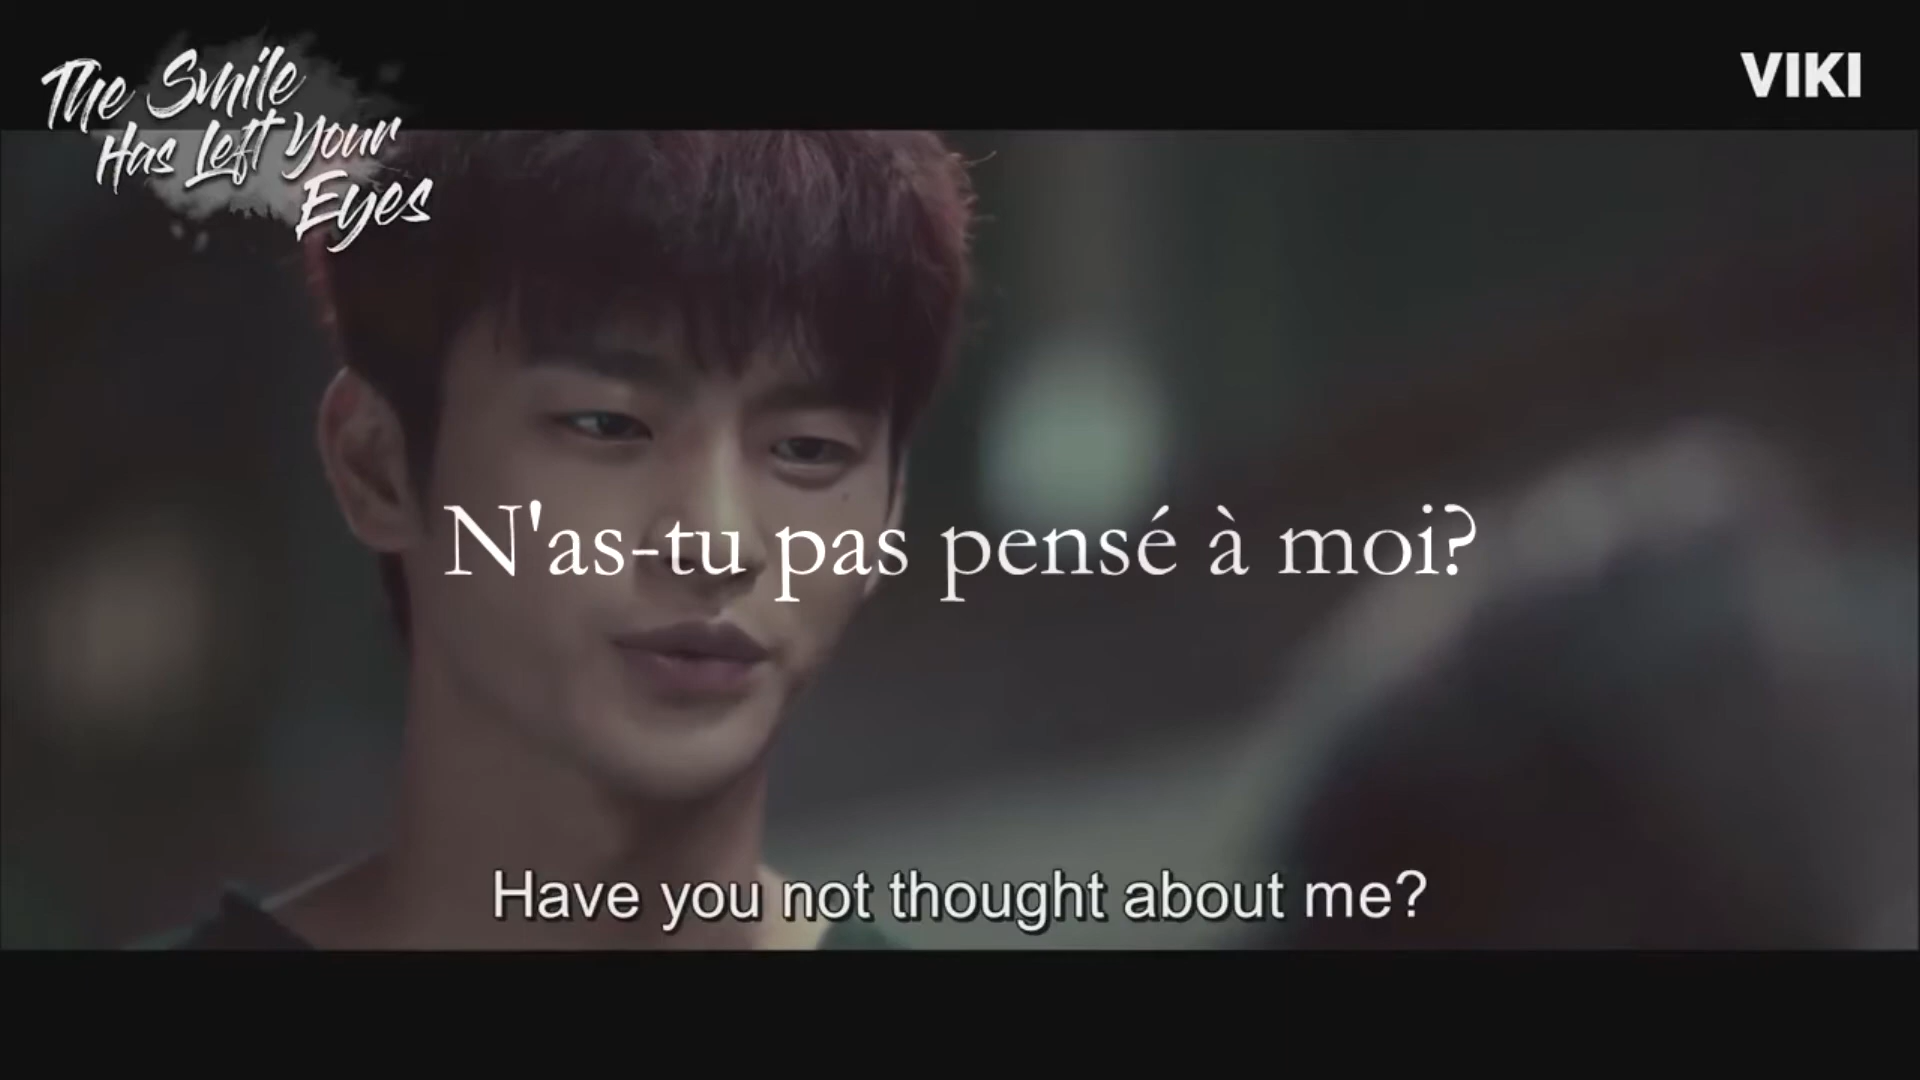 The Smile
Has Left Your
Eyes
VIKI
N'as-tu pas pensé à moi?
Have you not thought about me?